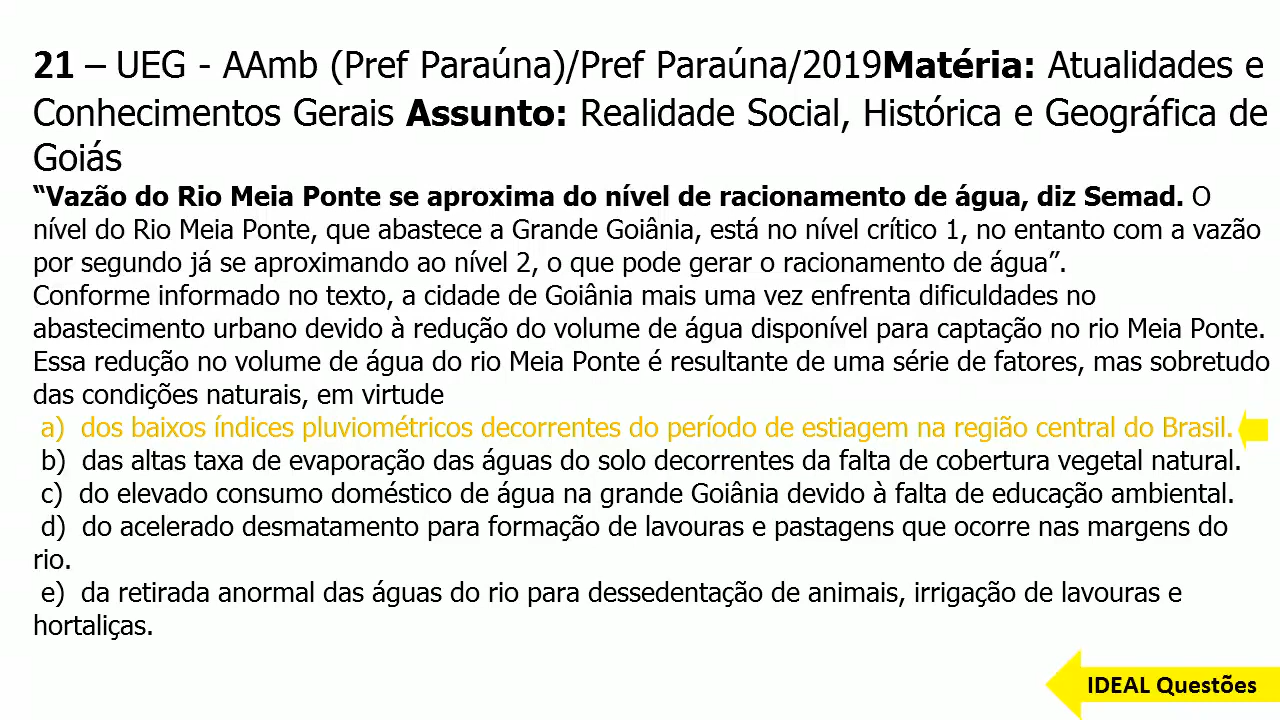 21 – UEG - AAmb (Pref Paraúna)/Pref Paraúna/2019Matéria: Atualidades e
Conhecimentos Gerais Assunto: Realidade Social, Histórica e Geográfica de
Goiás
“Vazão do Rio Meia Ponte se aproxima do nível de racionamento de água, diz Semad. O
nível do Rio Meia Ponte, que abastece a Grande Goiânia, está no nível crítico 1, no entanto com a vazão
por segundo já se aproximando ao nível 2, o que pode gerar o racionamento de água”.
Conforme informado no texto, a cidade de Goiânia mais uma vez enfrenta dificuldades no
abastecimento urbano devido à redução do volume de água disponível para captação no rio Meia Ponte.
Essa redução no volume de água do rio Meia Ponte é resultante de uma série de fatores, mas sobretudo
das condições naturais, em virtude
a) dos baixos índices pluviométricos decorrentes do período de estiagem na região central do Brasil.
b) das altas taxa de evaporação das águas do solo decorrentes da falta de cobertura vegetal natural.
c) do elevado consumo doméstico de água na grande Goiânia devido à falta de educação ambiental.
d) do acelerado desmatamento para formação de lavouras e pastagens que ocorre nas margens do
rio.
e) da retirada anormal das águas do rio para dessedentação de animais, irrigação de lavouras e
hortaliças.
IDEAL Questões